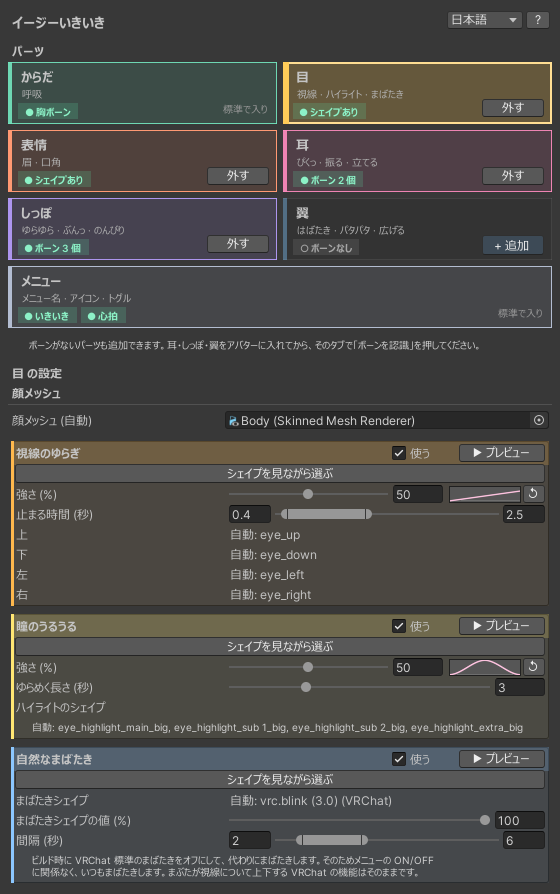 イージーいきいき
日本語
?
パーツ
からだ
呼吸
● 胸ボーン
標準で入り
目
視線・ハイライト・まばたき
● シェイプあり
外す
表情
眉・口角
● シェイプあり
外す
耳
ぴくっ・振る・立てる
● ボーン 2 個
外す
しっぽ
ゆらゆら・ぶんっ・のんびり
● ボーン 3 個
外す
翼
はばたき・パタパタ・広げる
○ ボーンなし
+ 追加
メニュー
メニュー名・アイコン・トグル
● いきいき
● 心拍
標準で入り
ボーンがないパーツも追加できます。耳・しっぽ・翼をアバターに入れてから、そのタブで「ボーンを認識」を押してください。
目 の設定
顔メッシュ
顔メッシュ (自動)
Body (Skinned Mesh Renderer)
視線のゆらぎ
使う
▶ プレビュー
シェイプを見ながら選ぶ
強さ (%)
50
止まる時間 (秒)
0.4
2.5
上
自動: eye_up
下
自動: eye_down
左
自動: eye_left
右
自動: eye_right
瞳のうるうる
使う
▶ プレビュー
シェイプを見ながら選ぶ
強さ (%)
50
ゆらめく長さ (秒)
3
ハイライトのシェイプ
自動: eye_highlight_main_big, eye_highlight_sub 1_big, eye_highlight_sub 2_big, eye_highlight_extra_big
自然なまばたき
使う
▶ プレビュー
シェイプを見ながら選ぶ
まばたきシェイプ
自動: vrc.blink (3.0) (VRChat)
まばたきシェイプの値 (%)
100
間隔 (秒)
2
6
ビルド時に VRChat 標準のまばたきをオフにして、代わりにまばたきします。そのためメニューの ON/OFF
に関係なく、いつもまばたきします。まぶたが視線について上下する VRChat の機能はそのままです。